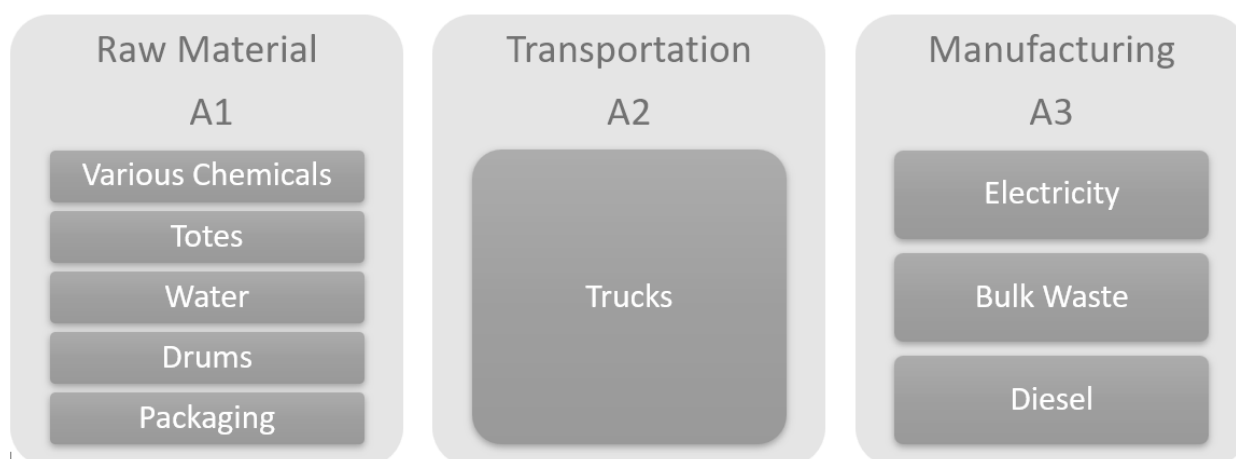 Raw Material
A1
Various Chemicals
Totes
Water
Drums
Packaging
Transportation
A2
Trucks
Manufacturing
A3
Electricity
Bulk Waste
Diesel